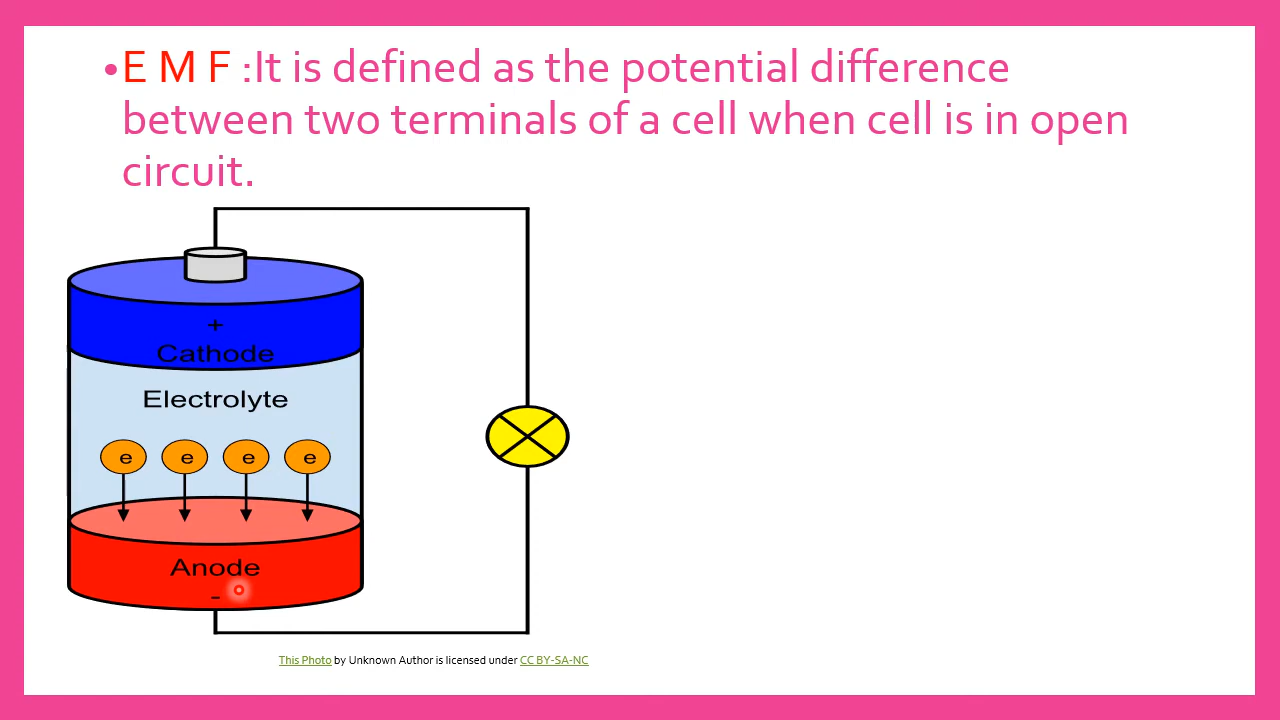 •E M F :It is defined as the potential difference
between two terminals of a cell when cell is in open
circuit.
+
Cathode
Electrolyte
e e e e
Anode
-
This Photo by Unknown Author is licensed under CC BY-SA-NC